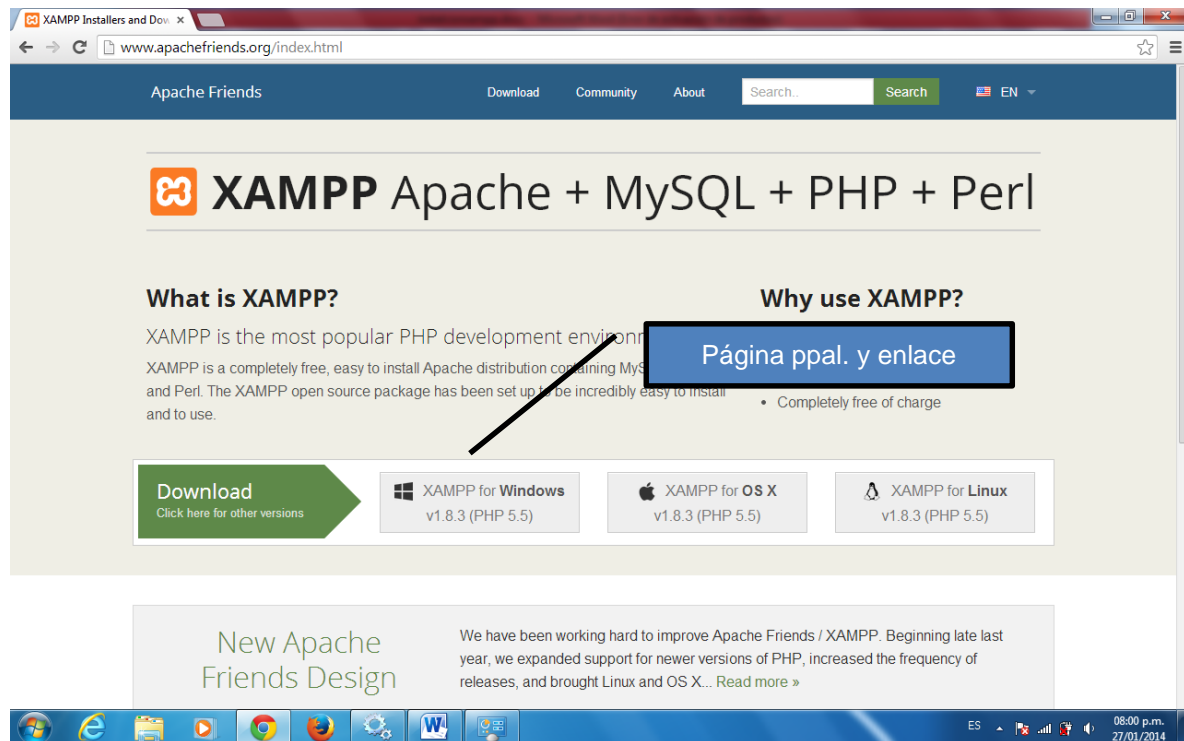 XAMPP Installers and Dow
www.apachefriends.org/index.html
Apache Friends
Download
Community
About
Search..
Search
EN
XAMPP Apache + MySQL + PHP + Perl
What is XAMPP?
XAMPP is the most popular PHP development
XAMPP is a completely free, easy to install Apache distribution containing
and Perl. The XAMPP open source package has been set up to be incredibly easy to install
and to use.
Why use XAMPP?
Página ppal. y enlace
• Completely free of charge
Download
Click here for other versions
XAMPP for Windows
v1.8.3 (PHP 5.5)
XAMPP for OS X
v1.8.3 (PHP 5.5)
XAMPP for Linux
v1.8.3 (PHP 5.5)
New Apache
Friends Design
We have been working hard to improve Apache Friends / XAMPP. Beginning late last
year, we expanded support for newer versions of PHP, increased the frequency of
releases, and brought Linux and OS X... Read more »
ES
08:00 p.m.
27/01/2014